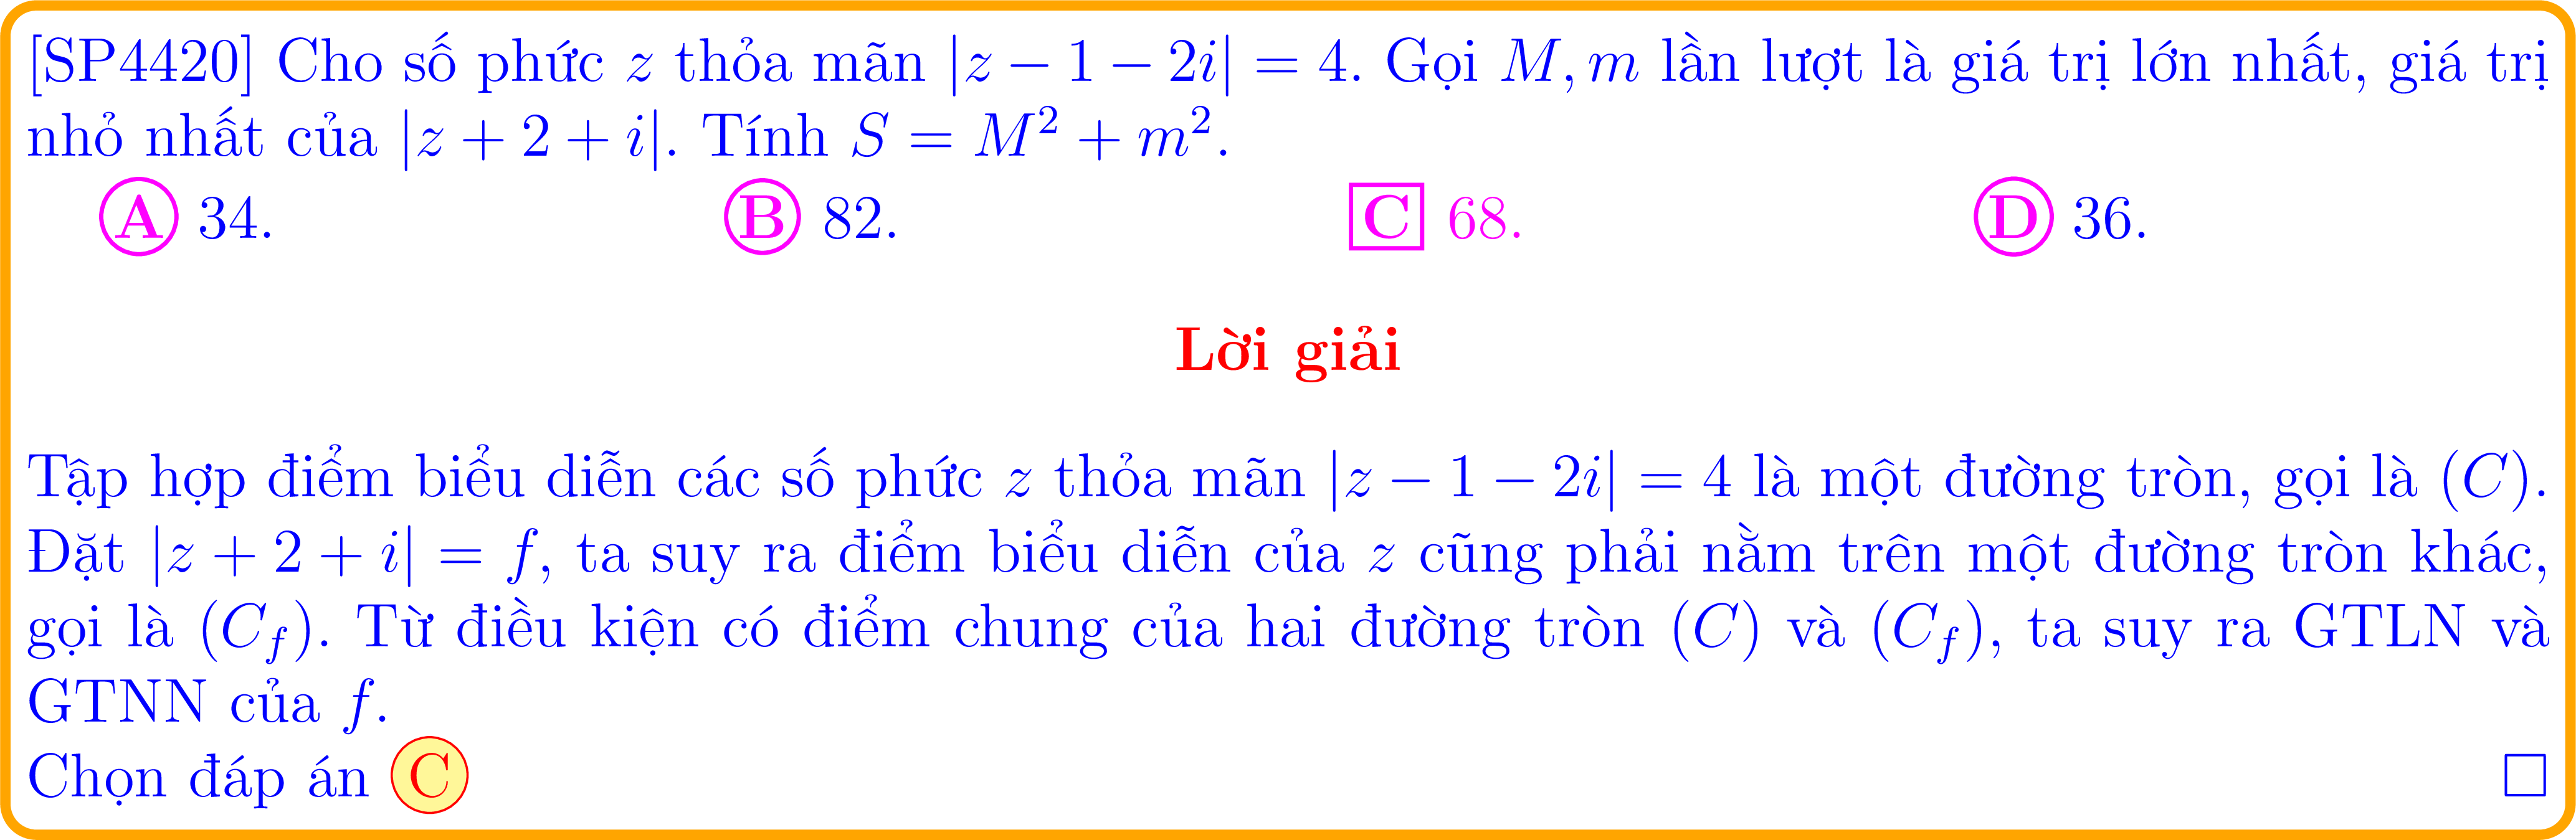 [SP4420] Cho số phức z thỏa mãn |z − 1 − 2i| = 4. Gọi M, m lần lượt là giá trị lớn nhất, giá trị
nhỏ nhất của |z + 2 + i|. Tính S = M² + m².
A 34. B 82. C 68. D 36.
Lời giải
Tập hợp điểm biểu diễn các số phức z thỏa mãn |z − 1 − 2i| = 4 là một đường tròn, gọi là (C).
Đặt |z + 2 + i| = f, ta suy ra điểm biểu diễn của z cũng phải nằm trên một đường tròn khác,
gọi là (C_f). Từ điều kiện có điểm chung của hai đường tròn (C) và (C_f), ta suy ra GTLN và
GTNN của f.
Chọn đáp án C □